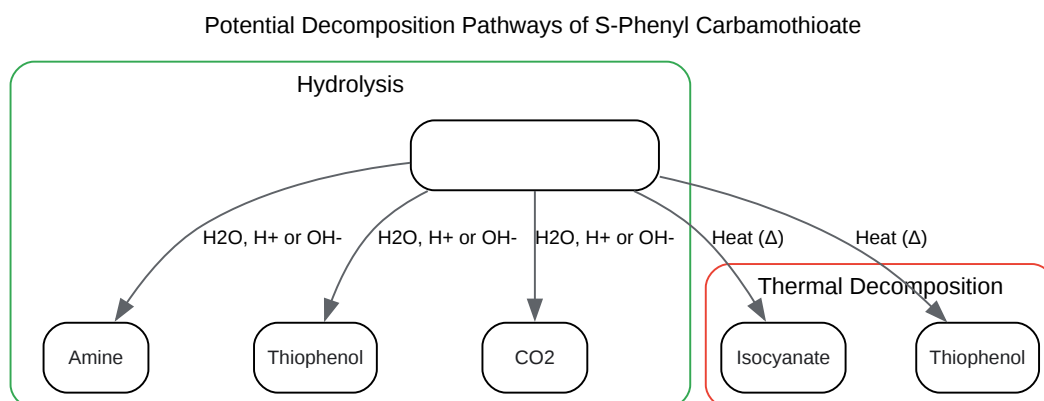 Potential Decomposition Pathways of S-Phenyl Carbamothioate
Hydrolysis
H2O, H+ or OH-
H2O, H+ or OH-
H2O, H+ or OH-
Heat (Δ)
Heat (Δ)
Thermal Decomposition
Amine
Thiophenol
CO2
Isocyanate
Thiophenol